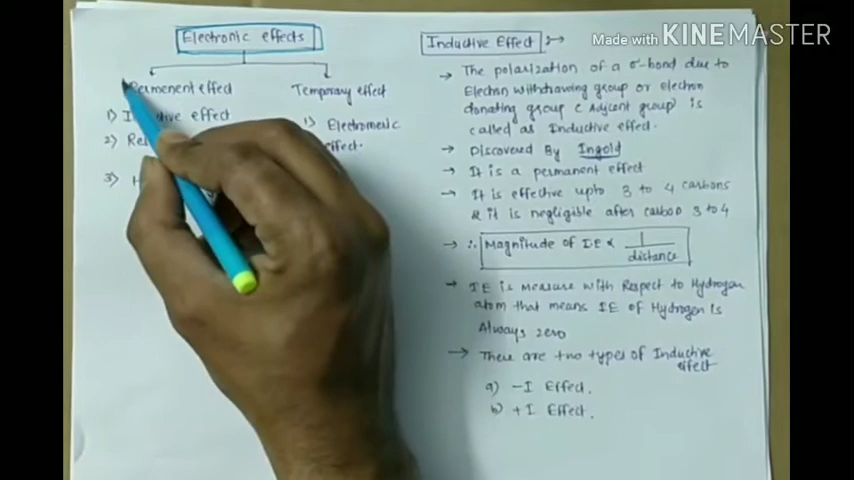 Electronic effects
Permenent effect
Temporary effect
1) Inductive effect
2)
3)
1) Electromeric
effect.
Inductive Effect :→
→ The polarization of a σ-bond due to
Electron withdrawing group or electron
donating group ( Adjcent group) is
called as Inductive effect.
→ Discovered By Ingold
→ It is a permanent effect
→ It is effective upto 3 to 4 carbons
& it is negligible after carbon 3 to 4
→ ∴ Magnitude of IE ∝ 1 / distance
→ IE is measure with Respect to Hydrogen
atom that means IE of Hydrogen is
Always zero
→ There are two types of Inductive
effect
a) -I Effect.
b) +I Effect.
Made with KINEMASTER